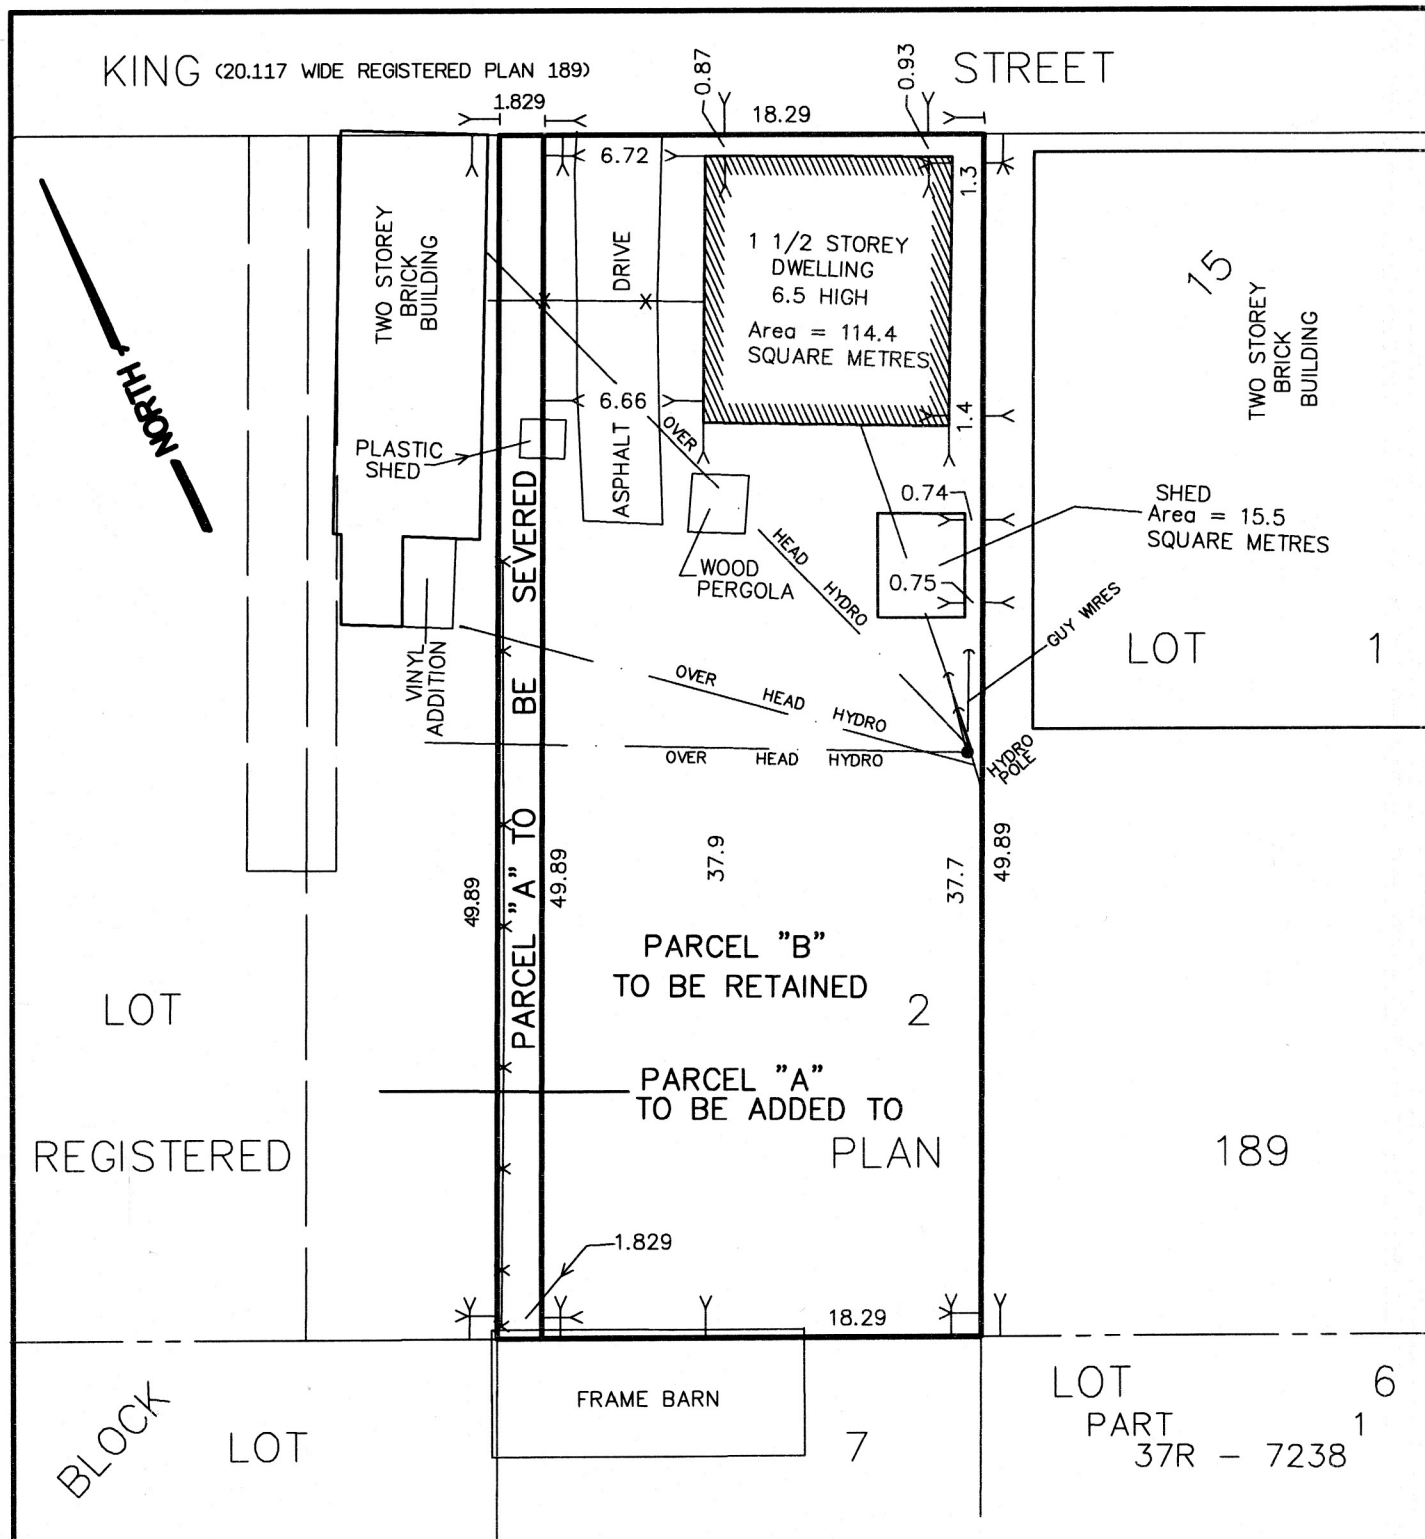 KING (20.117 WIDE REGISTERED PLAN 189)
STREET
1.829
0.87
18.29
0.93
6.72
1.3
TWO STOREY
BRICK
BUILDING
DRIVE
1 1/2 STOREY
DWELLING
6.5 HIGH
Area = 114.4
SQUARE METRES
15
TWO STOREY
BRICK
BUILDING
NORTH
6.66
1.4
PLASTIC
SHED
ASPHALT
OVER
HEAD
HYDRO
WOOD
PERGOLA
0.74
0.75
SHED
Area = 15.5
SQUARE METRES
GUY WIRES
LOT 1
VINYL
ADDITION
OVER HEAD HYDRO
OVER HEAD HYDRO
HYDRO
POLE
PARCEL "A" TO BE SEVERED
49.89
49.89
37.9
37.7
49.89
PARCEL "B"
TO BE RETAINED
LOT 2
PARCEL "A"
TO BE ADDED TO
REGISTERED PLAN 189
1.829
18.29
FRAME BARN
BLOCK
LOT 7
LOT 6
PART 1
37R - 7238